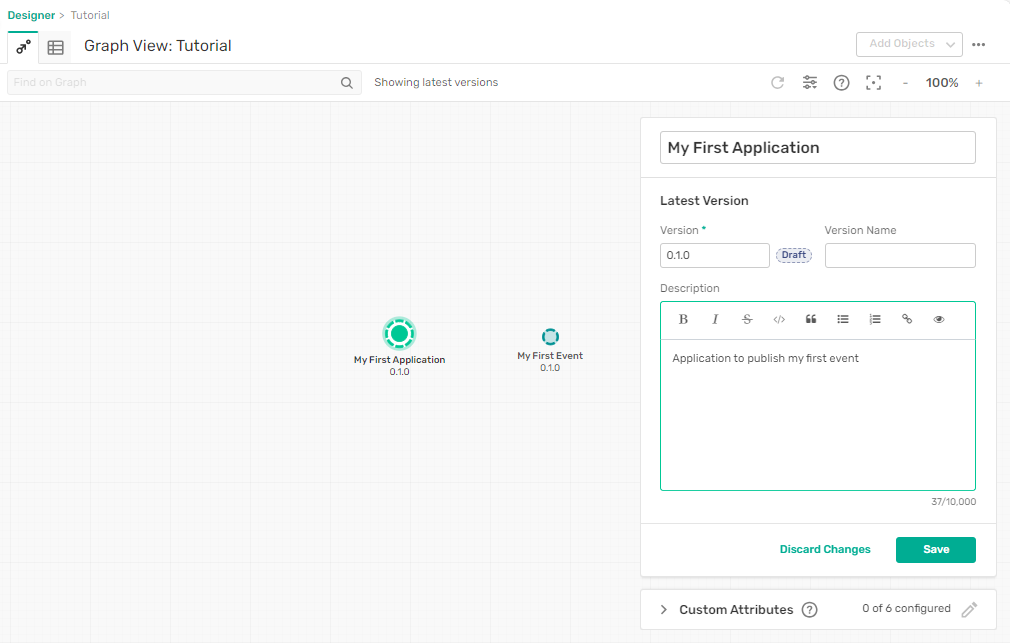 Designer > Tutorial
Graph View: Tutorial
Add Objects
Find on Graph
Showing latest versions
- 100% +
My First Application
Latest Version
Version *
Version Name
0.1.0
Draft
Description
B I S </> “
Application to publish my first event
37/10,000
Discard Changes
Save
Custom Attributes ?
0 of 6 configured
My First Application
0.1.0
My First Event
0.1.0